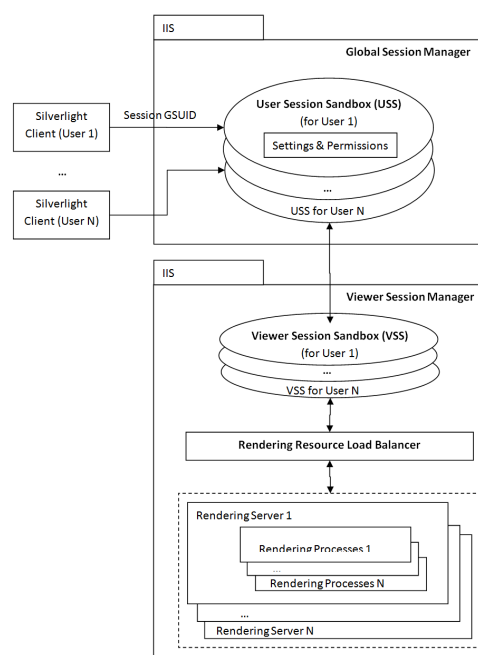 IIS
Global Session Manager
Silverlight
Client (User 1)
Session GSUID
User Session Sandbox (USS)
(for User 1)
Settings & Permissions
...
...
Silverlight
Client (User N)
USS for User N
IIS
Viewer Session Manager
Viewer Session Sandbox (VSS)
(for User 1)
...
VSS for User N
Rendering Resource Load Balancer
Rendering Server 1
Rendering Processes 1
...
Rendering Processes N
...
Rendering Server N